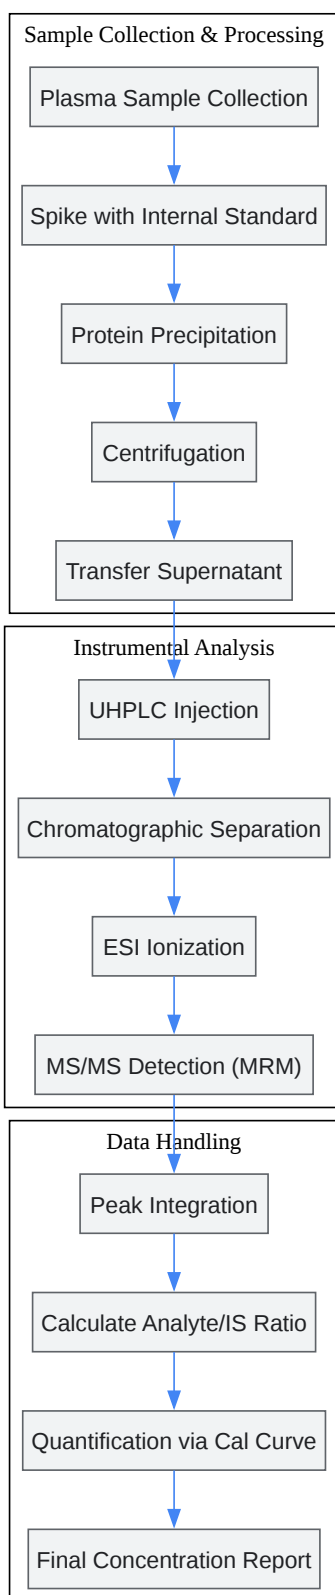 Sample Collection & Processing
Plasma Sample Collection
Spike with Internal Standard
Protein Precipitation
Centrifugation
Transfer Supernatant
Instrumental Analysis
UHPLC Injection
Chromatographic Separation
ESI Ionization
MS/MS Detection (MRM)
Data Handling
Peak Integration
Calculate Analyte/IS Ratio
Quantification via Cal Curve
Final Concentration Report